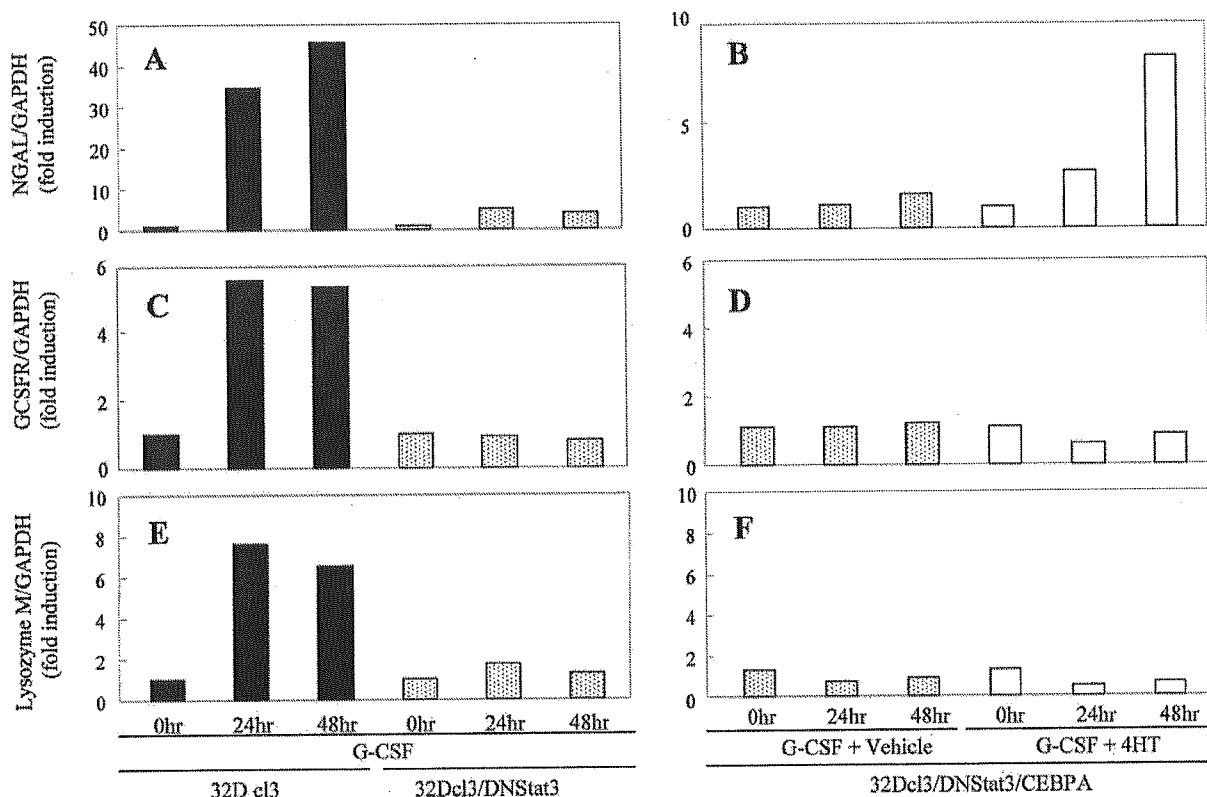 NGAL/GAPDH
(fold induction)
50
40
30
20
10
0
A
10
5
0
B
GCSFR/GAPDH
(fold induction)
6
4
2
0
C
6
4
2
0
D
Lysozyme M/GAPDH
(fold induction)
10
8
6
4
2
0
E
10
8
6
4
2
0
F
0hr 24hr 48hr 0hr 24hr 48hr
G-CSF
32D cl3 32Dcl3/DNStat3
0hr 24hr 48hr 0hr 24hr 48hr
G-CSF + Vehicle G-CSF + 4HT
32Dcl3/DNStat3/CEBPA